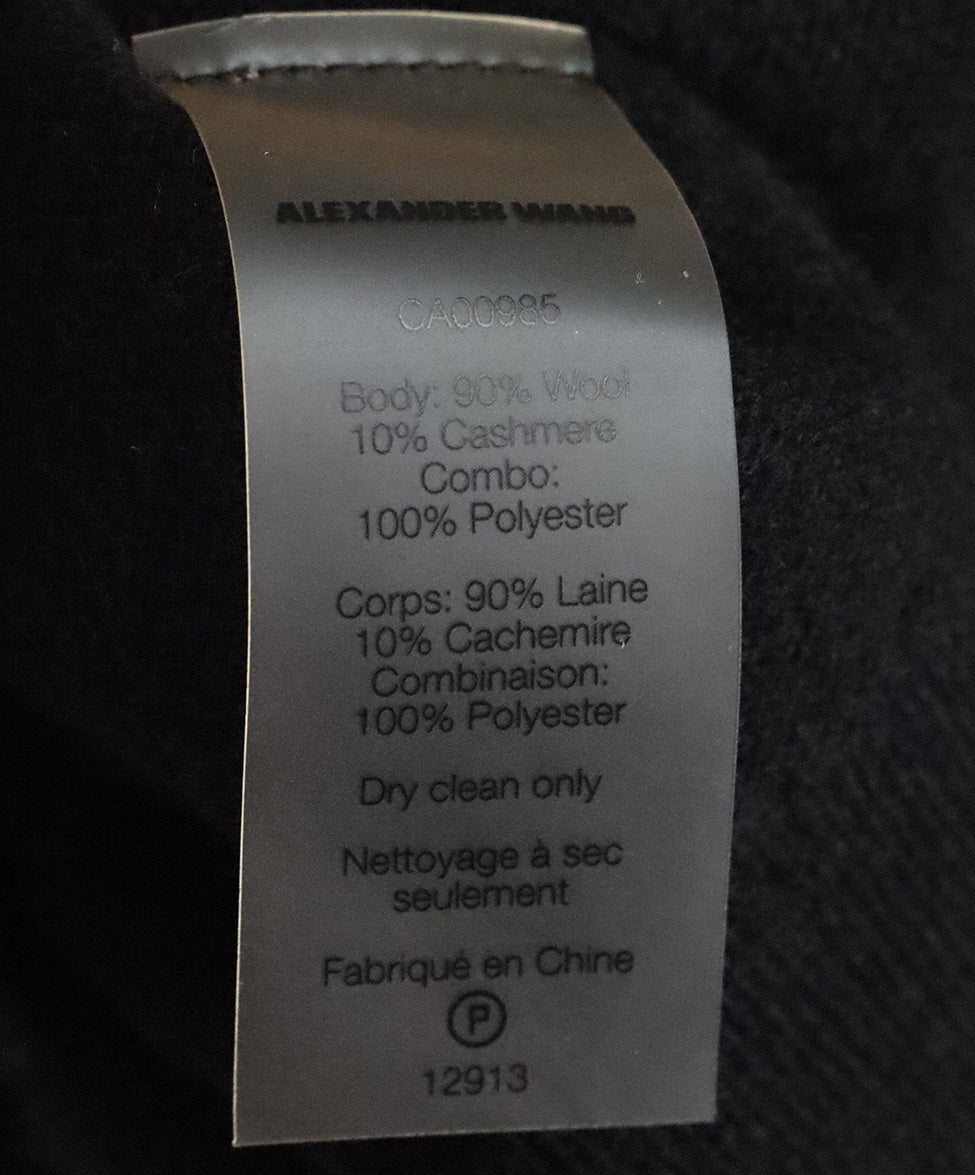 ALEXANDER WANG
CA00985
Body: 90% Wool
10% Cashmere
Combo:
100% Polyester
Corps: 90% Laine
10% Cachemire
Combinaison:
100% Polyester
Dry clean only
Nettoyage à sec
seulement
Fabriqué en Chine
P
12913